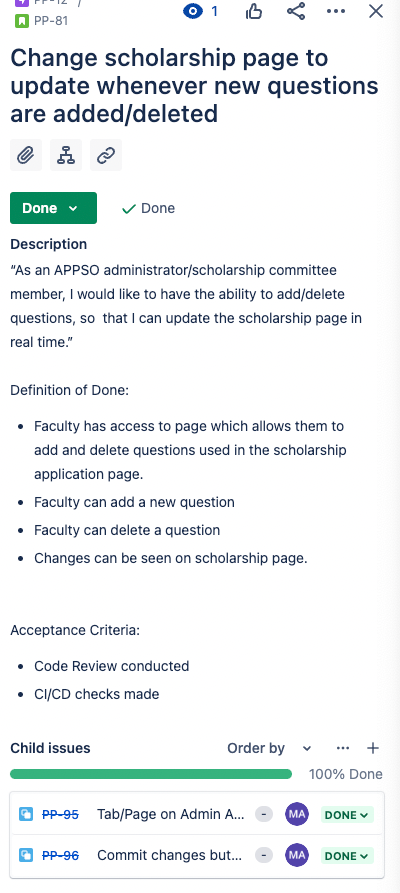 PP-12 /
PP-81
1
Change scholarship page to
update whenever new questions
are added/deleted
Done
Done
Description
“As an APPSO administrator/scholarship committee
member, I would like to have the ability to add/delete
questions, so  that I can update the scholarship page in
real time.”
Definition of Done:
Faculty has access to page which allows them to
add and delete questions used in the scholarship
application page.
Faculty can add a new question
Faculty can delete a question
Changes can be seen on scholarship page.
Acceptance Criteria:
Code Review conducted
CI/CD checks made
Child issues Order by
100% Done
PP-95 Tab/Page on Admin A... - MA DONE
PP-96 Commit changes but... - MA DONE